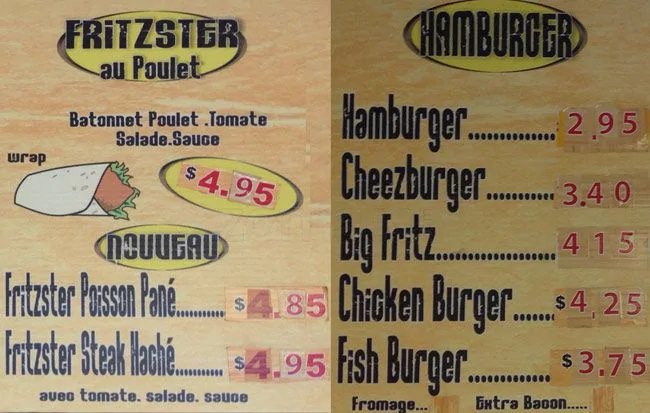 FRITZSTER
au Poulet
Batonnet Poulet .Tomate
Salade.Sauce
wrap
$4.95
NOUVEAU
Fritzster Poisson Pané............ $4.85
Fritzster Steak Haché............ $4.95
avec tomate. salade. sauce
HAMBURGER
Hamburger............... 2.95
Cheezburger............ 3.40
Big Fritz..................... 4 1 5
Chicken Burger....... $4.25
Fish Burger............... $3.75
Fromage... Extra Bacon.....